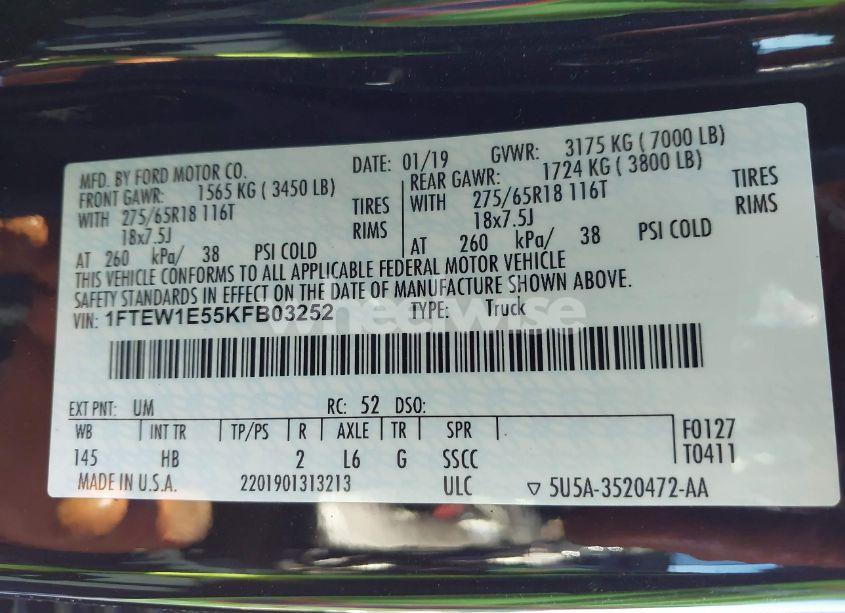 MFD. BY FORD MOTOR CO. DATE: 01/19 GVWR: 3175 KG ( 7000 LB)
FRONT GAWR: 1565 KG ( 3450 LB) REAR GAWR: 1724 KG ( 3800 LB)
WITH 275/65R18 116T TIRES WITH 275/65R18 116T TIRES
18x7.5J RIMS 18x7.5J RIMS
AT 260 kPa/ 38 PSI COLD AT 260 kPa/ 38 PSI COLD
THIS VEHICLE CONFORMS TO ALL APPLICABLE FEDERAL MOTOR VEHICLE
SAFETY STANDARDS IN EFFECT ON THE DATE OF MANUFACTURE SHOWN ABOVE.
VIN: 1FTEW1E55KFB03252 TYPE: Truck
wheelwise
EXT PNT: UM RC: 52 DSO:
WB INT TR TP/PS R AXLE TR SPR F0127
145 HB 2 L6 G SSCC T0411
MADE IN U.S.A. 2201901313213 ULC ▽ 5U5A-3520472-AA